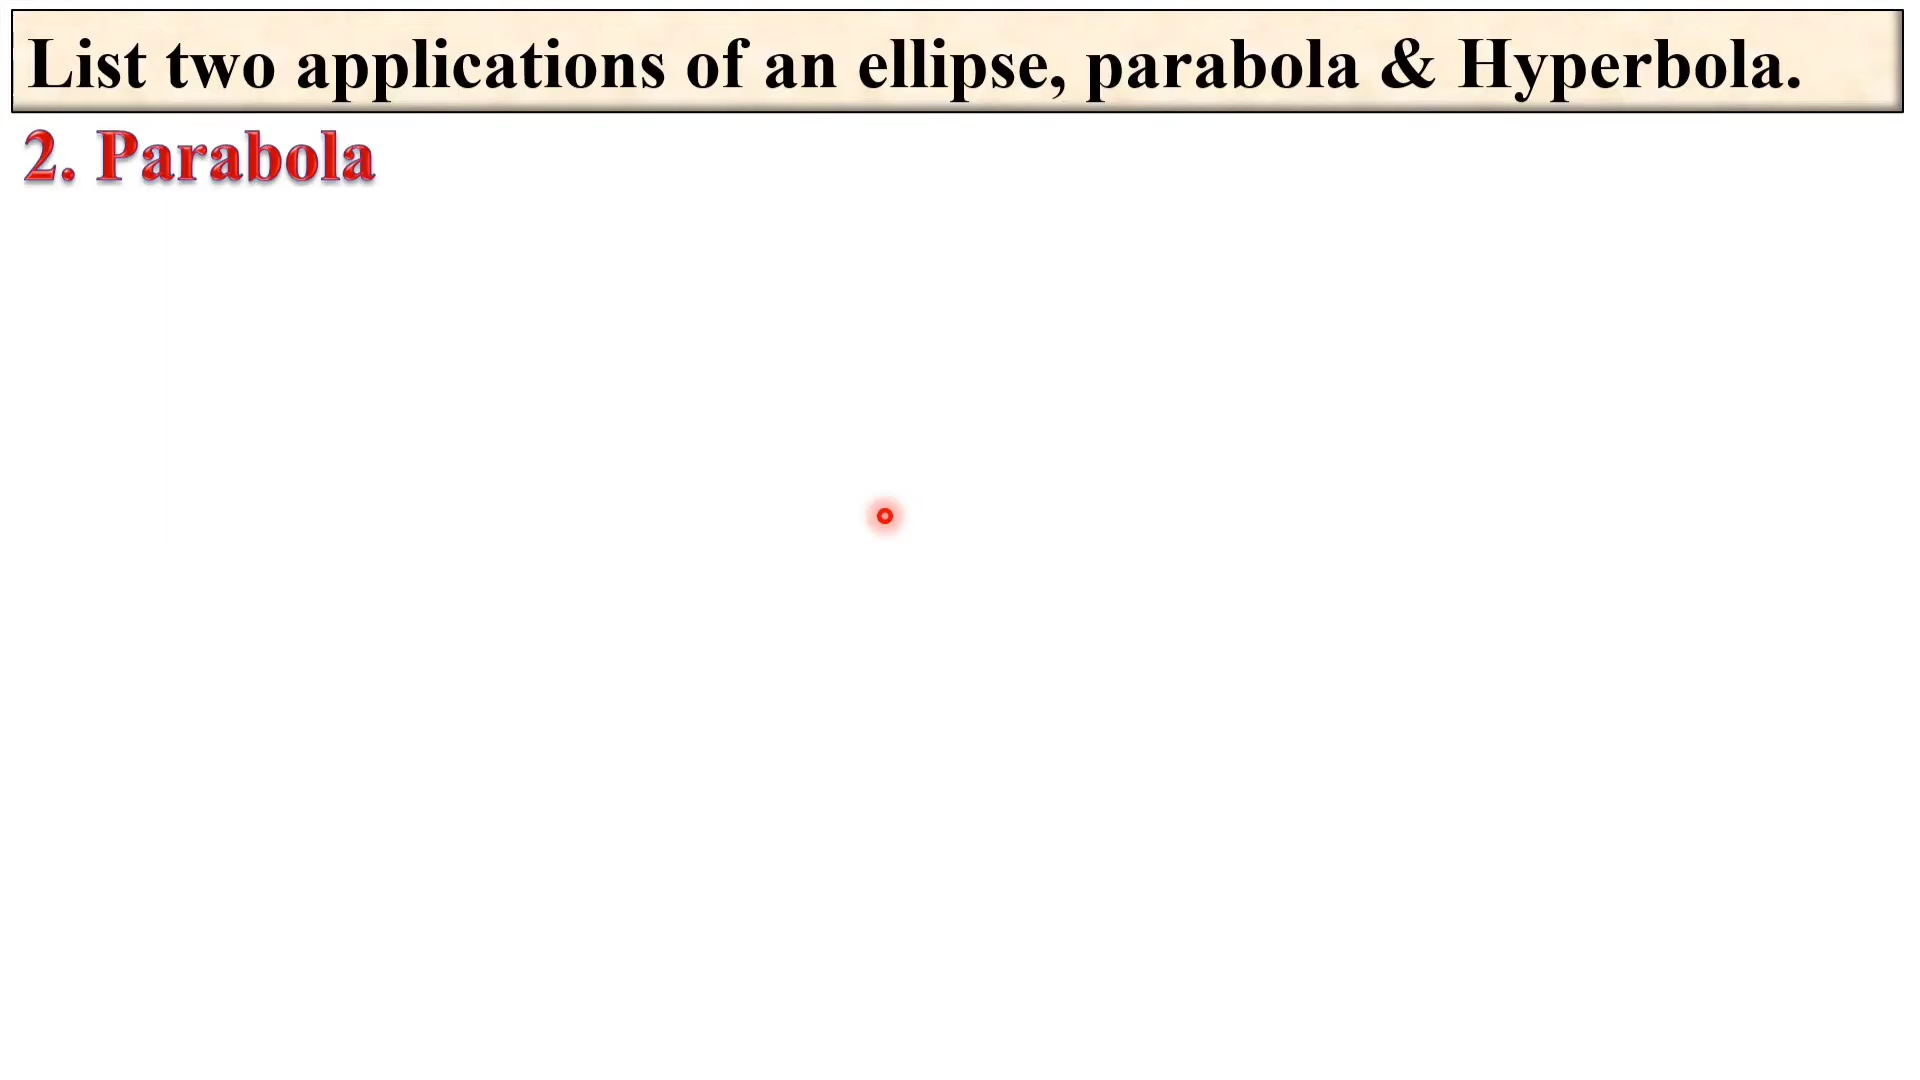 List two applications of an ellipse, parabola & Hyperbola.
2. Parabola